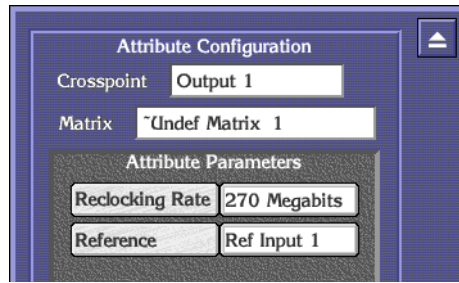 Attribute Configuration
Crosspoint Output 1
Matrix ~Undef Matrix 1
Attribute Parameters
Reclocking Rate 270 Megabits
Reference Ref Input 1